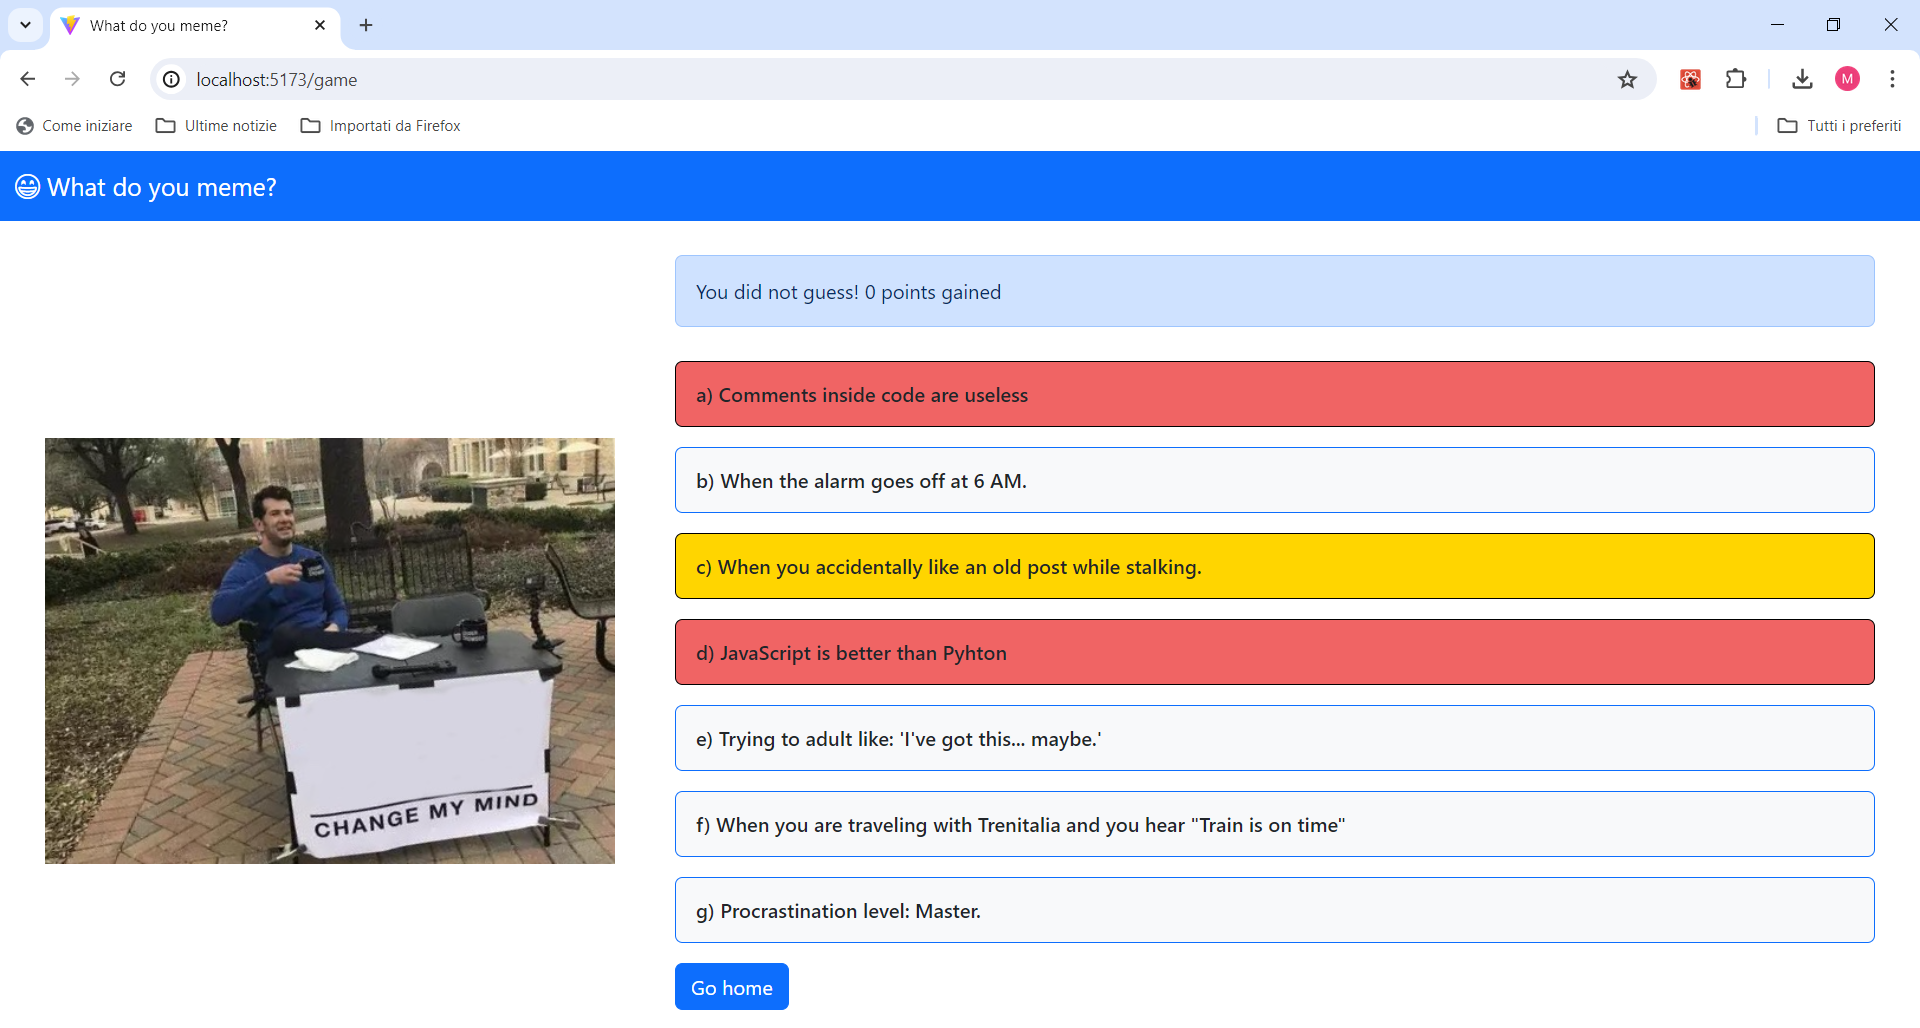 What do you meme?
localhost:5173/game
M
Come iniziare
Ultime notizie
Importati da Firefox
Tutti i preferiti
What do you meme?
You did not guess! 0 points gained
a) Comments inside code are useless
b) When the alarm goes off at 6 AM.
c) When you accidentally like an old post while stalking.
d) JavaScript is better than Pyhton
e) Trying to adult like: 'I've got this... maybe.'
f) When you are traveling with Trenitalia and you hear "Train is on time"
g) Procrastination level: Master.
Go home
CHANGE MY MIND